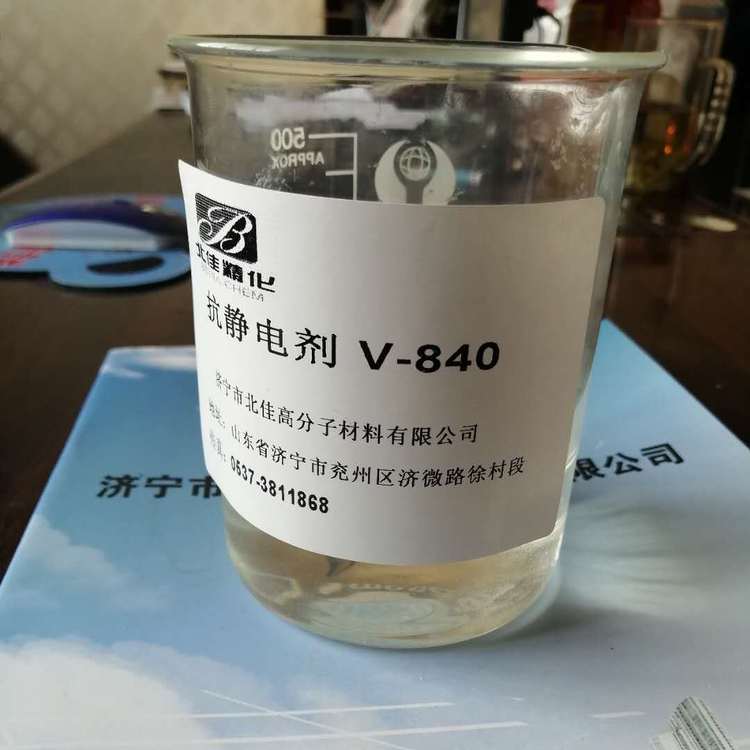 500
APPROX
B
北佳精化
抗静电剂 V-840
济宁市北佳高分子材料有限公司
地址: 山东省济宁市兖州区济微路徐村段
传真: 0537-3811868
济宁市
限公司